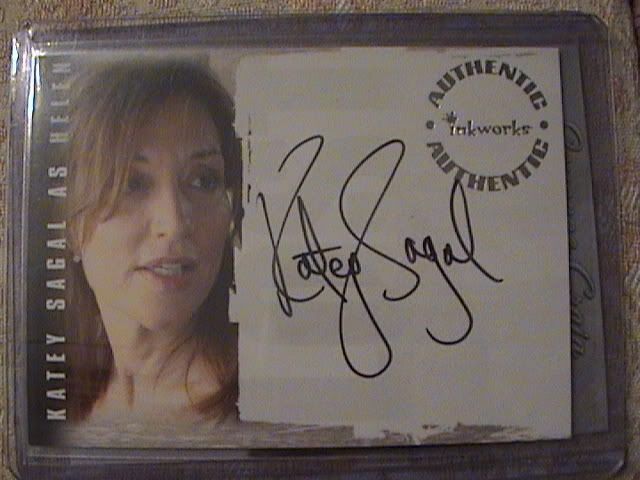 KATEY SAGAL AS HELEN
AUTHENTIC
inkworks
AUTHENTIC
Katey Sagal